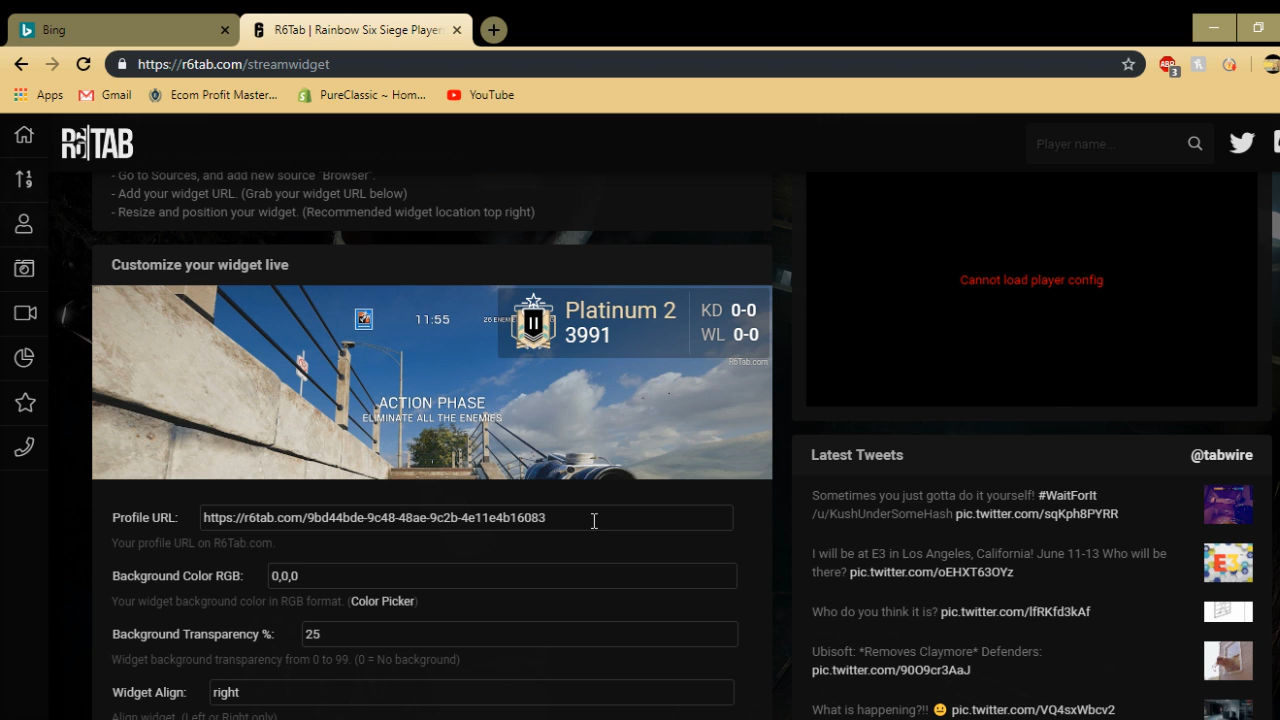 Bing
R6Tab | Rainbow Six Siege Player
https://r6tab.com/streamwidget
ABP
3
Apps
Gmail
Ecom Profit Master...
PureClassic ~ Hom...
YouTube
R6TAB
Player name...
- Go to Sources, and add new source "Browser".
- Add your widget URL. (Grab your widget URL below)
- Resize and position your widget. (Recommended widget location top right)
Customize your widget live
11:55
Platinum 2
3991
KD 0-0
WL 0-0
R6Tab.com
ACTION PHASE
ELIMINATE ALL THE ENEMIES
Profile URL:
https://r6tab.com/9bd44bde-9c48-48ae-9c2b-4e11e4b16083
Your profile URL on R6Tab.com.
Background Color RGB:
0,0,0
Your widget background color in RGB format. (Color Picker)
Background Transparency %:
25
Widget background transparency from 0 to 99. (0 = No background)
Widget Align:
right
Align widget. (Left or Right only)
Cannot load player config
Latest Tweets
@tabwire
Sometimes you just gotta do it yourself! #WaitForIt
/u/KushUnderSomeHash pic.twitter.com/sqKph8PYRR
I will be at E3 in Los Angeles, California! June 11-13 Who will be
there? pic.twitter.com/oEHXT63OYz
Who do you think it is? pic.twitter.com/lfRKfd3kAf
Ubisoft: *Removes Claymore* Defenders:
pic.twitter.com/90O9cr3AaJ
What is happening?!! 😐 pic.twitter.com/VQ4sxWbcv2